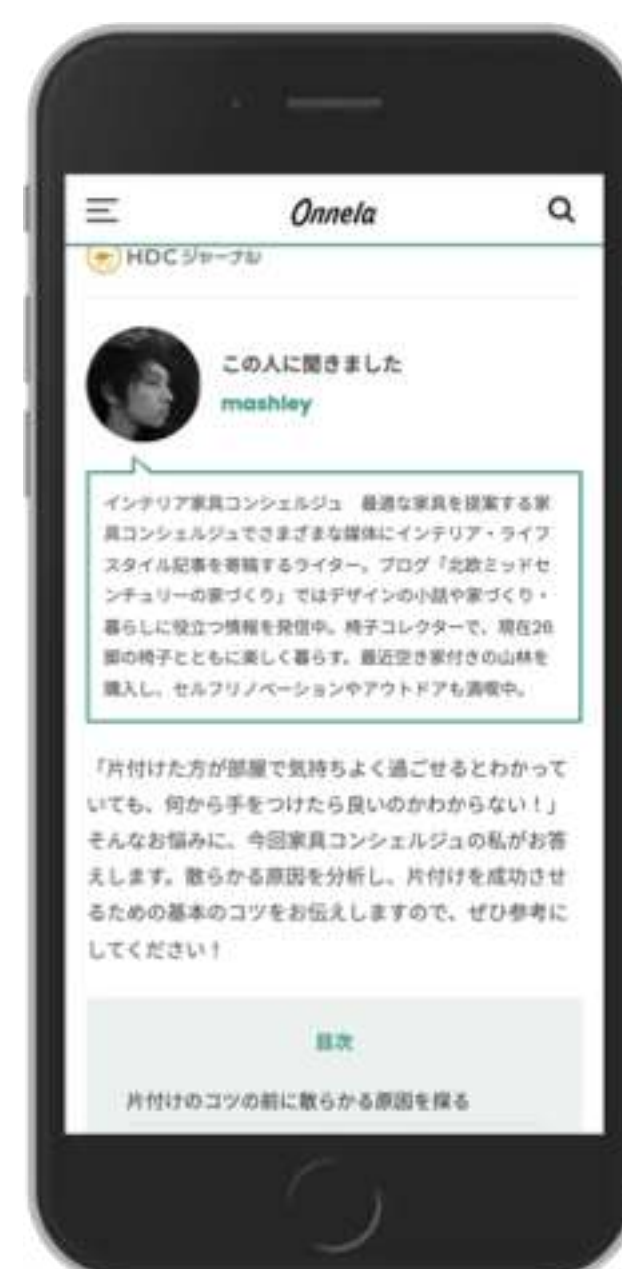 Onnela
HDCジャーナル
この人に聞きました
mashley
インテリア家具コンシェルジュ　最適な家具を提案する家
具コンシェルジュでさまざまな媒体にインテリア・ライフ
スタイル記事を寄稿するライター。ブログ「北欧ミッドセ
ンチュリーの家づくり」ではデザインの小話や家づくり・
暮らしに役立つ情報を発信中。椅子コレクターで、現在26
脚の椅子とともに楽しく暮らす。最近空き家付きの山林を
購入し、セルフリノベーションやアウトドアも満喫中。
「片付けた方が部屋で気持ちよく過ごせるとわかって
いても、何から手をつけたら良いのかわからない！」
そんなお悩みに、今回家具コンシェルジュの私がお答
えします。散らかる原因を分析し、片付けを成功させ
るための基本のコツをお伝えしますので、ぜひ参考に
してください！
目次
片付けのコツの前に散らかる原因を探る